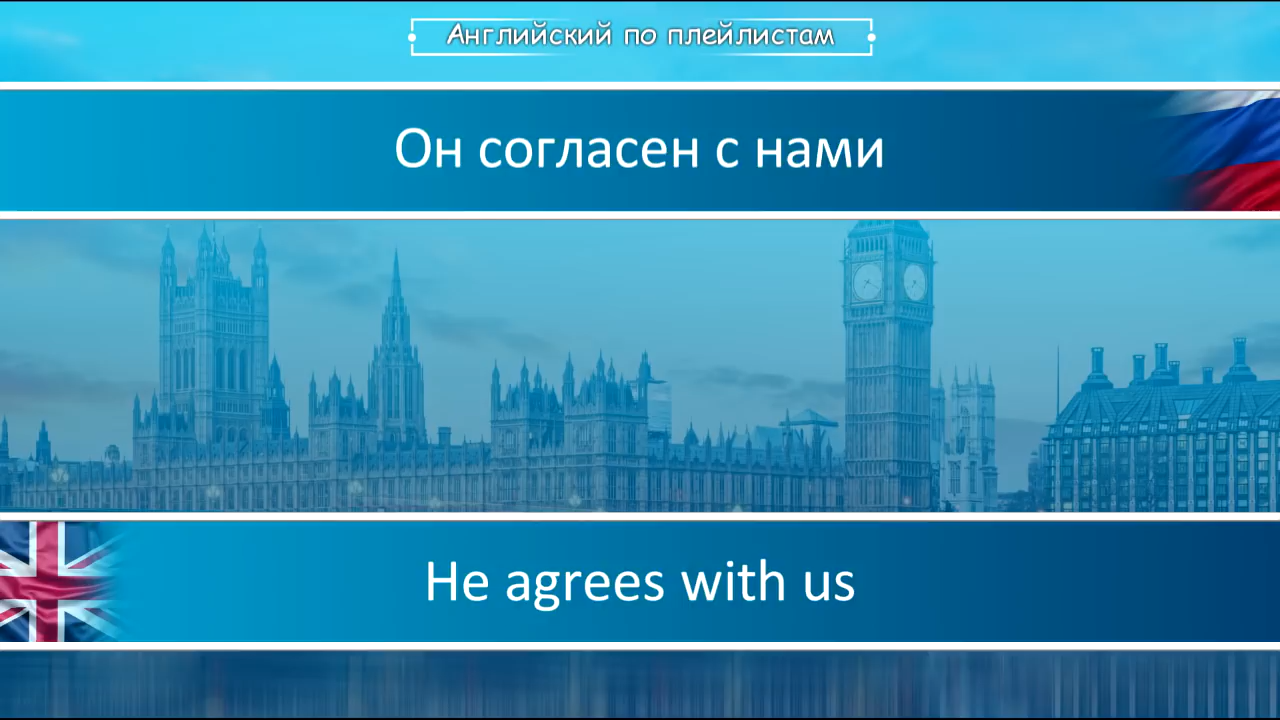 Английский по плейлистам
Он согласен с нами
He agrees with us